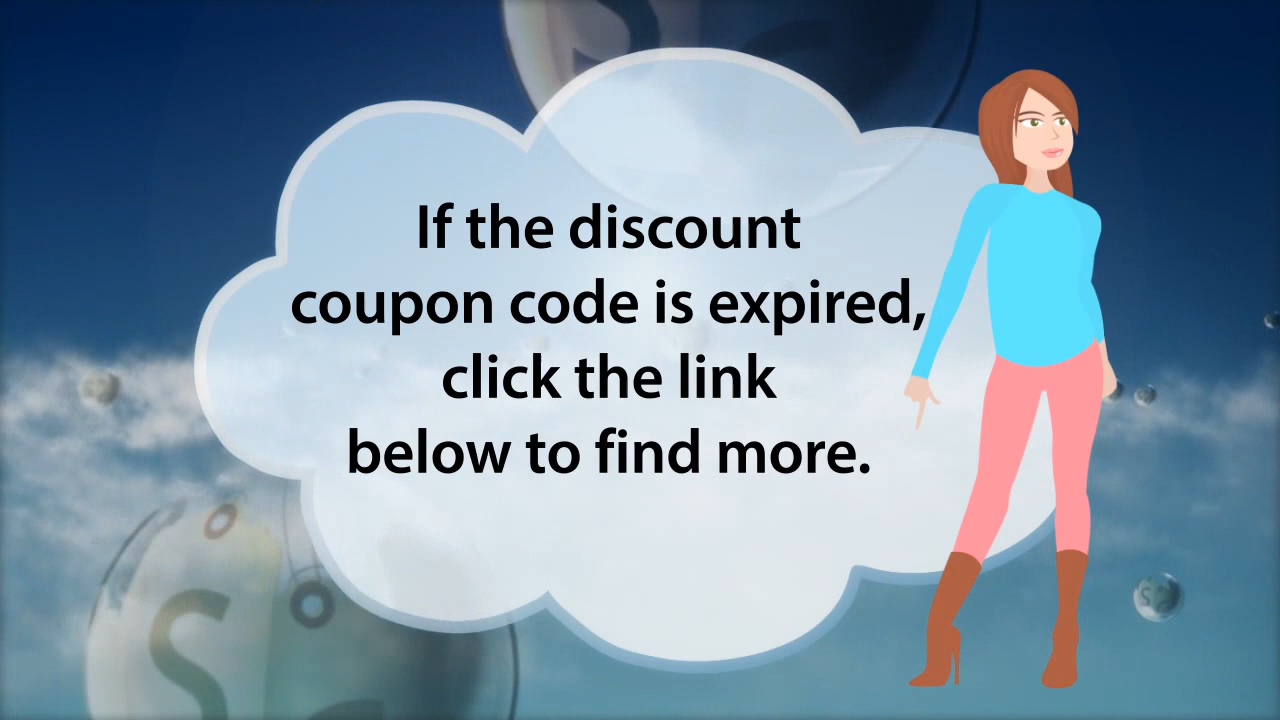 If the discount
coupon code is expired,
click the link
below to find more.